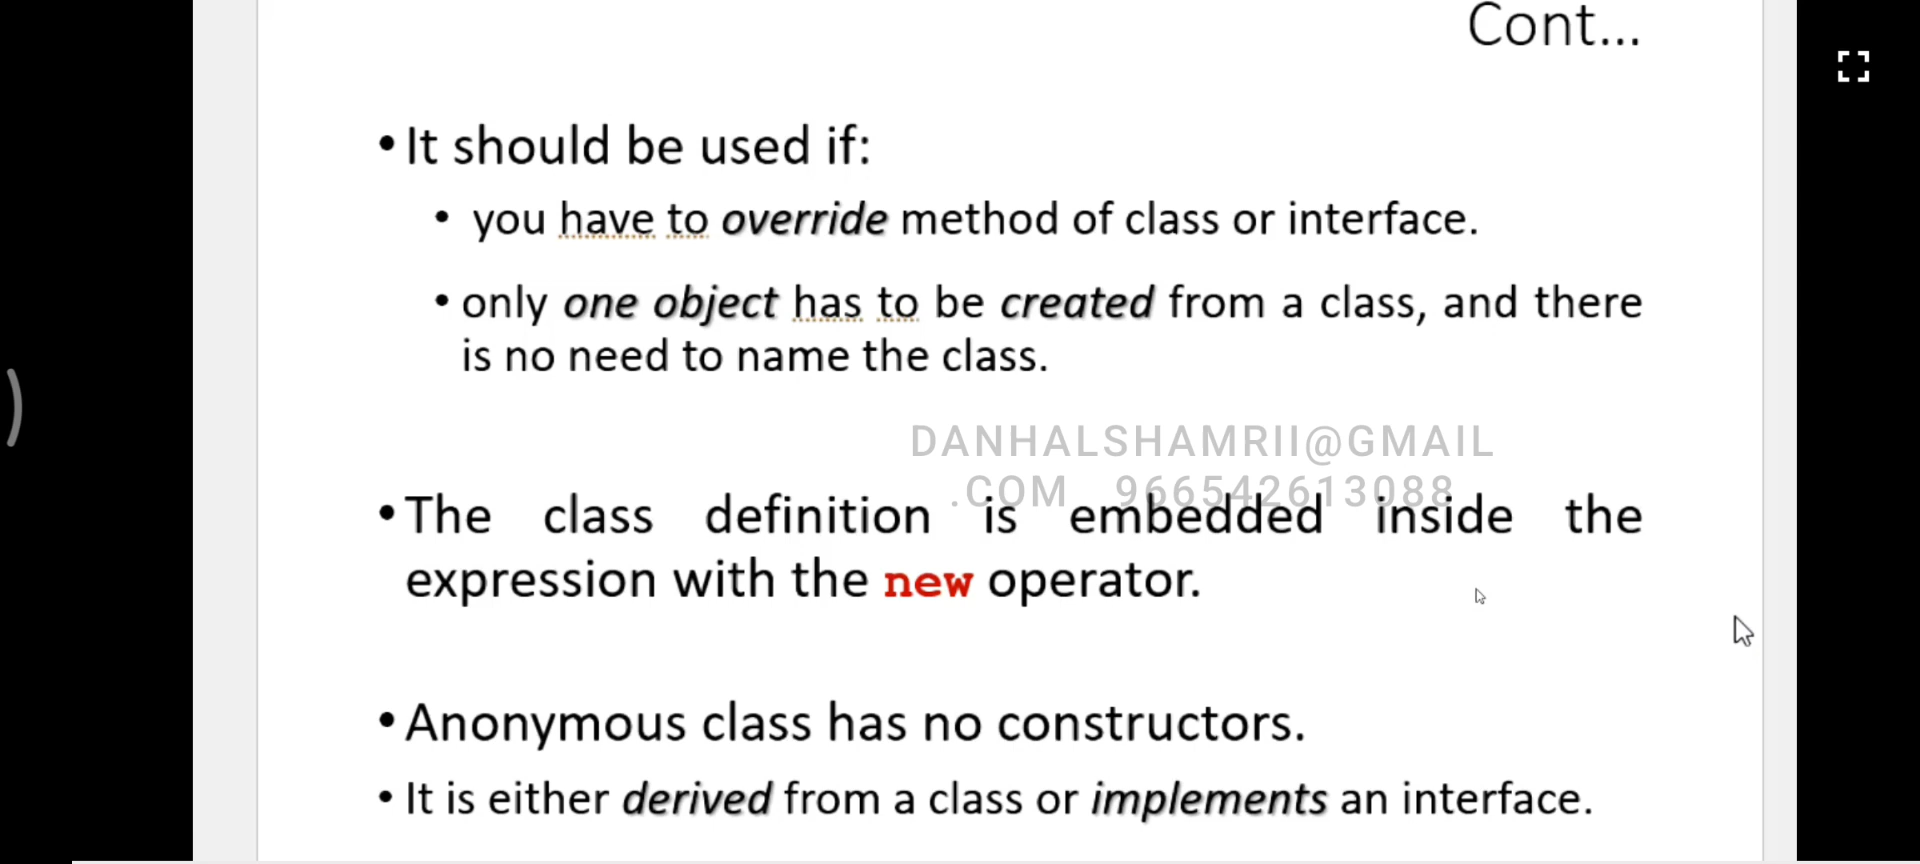 Cont...
• It should be used if:
• you have to override method of class or interface.
• only one object has to be created from a class, and there
is no need to name the class.
DANHALSHAMRII@GMAIL
.COM 966542613088
• The class definition is embedded inside the
expression with the new operator.
• Anonymous class has no constructors.
• It is either derived from a class or implements an interface.